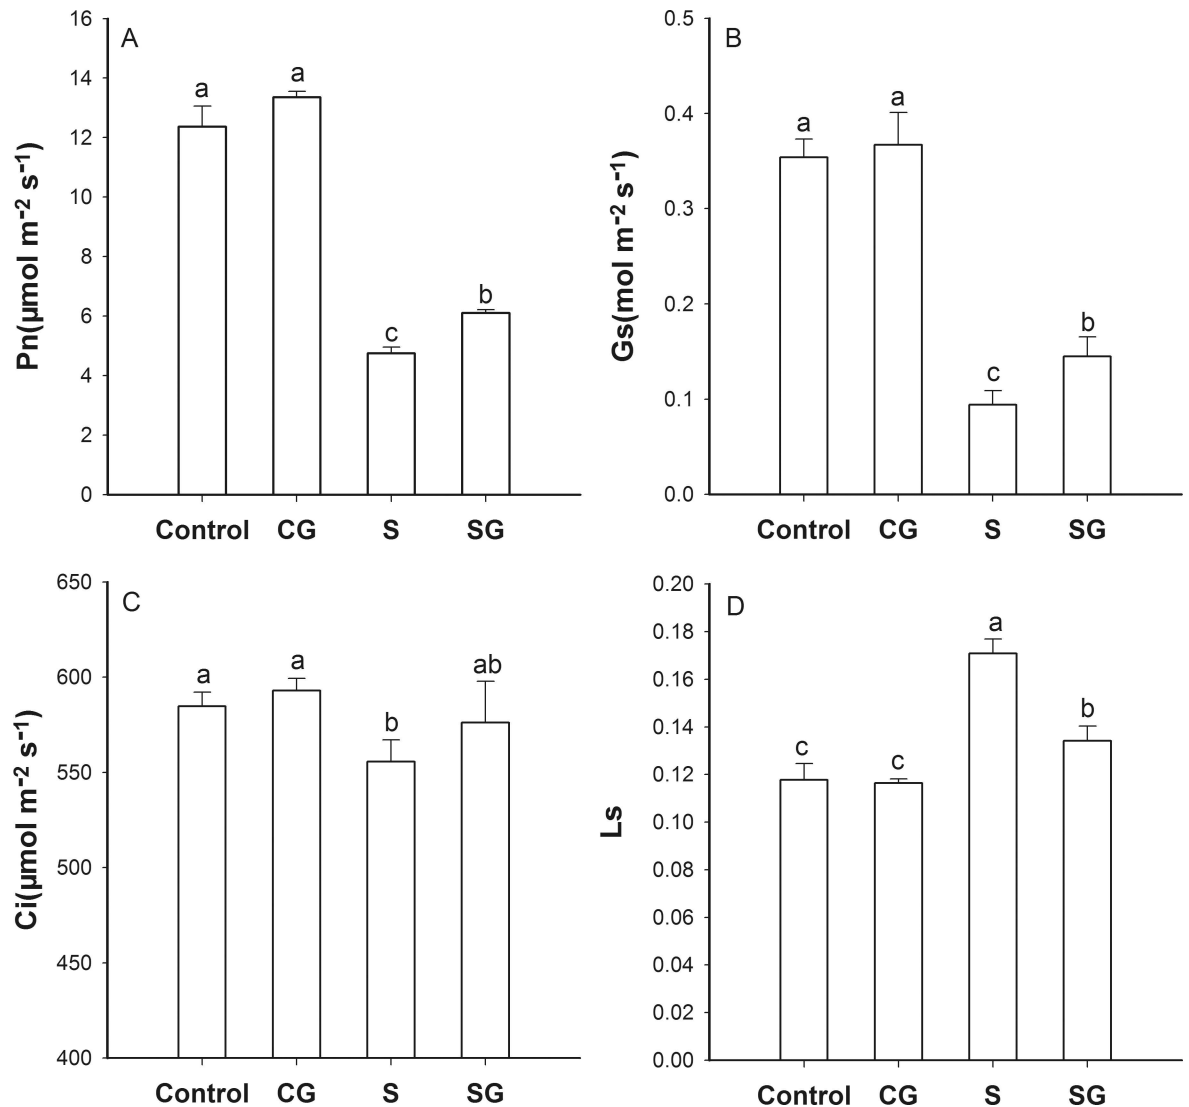 A
Pn(µmol m⁻² s⁻¹)
16
14
12
10
8
6
4
2
0
a
a
c
b
Control CG S SG
B
Gs(mol m⁻² s⁻¹)
0.5
0.4
0.3
0.2
0.1
0.0
a
a
c
b
Control CG S SG
C
Ci(µmol m⁻² s⁻¹)
650
600
550
500
450
400
a
a
b
ab
Control CG S SG
D
Ls
0.20
0.18
0.16
0.14
0.12
0.10
0.08
0.06
0.04
0.02
0.00
c
c
a
b
Control CG S SG